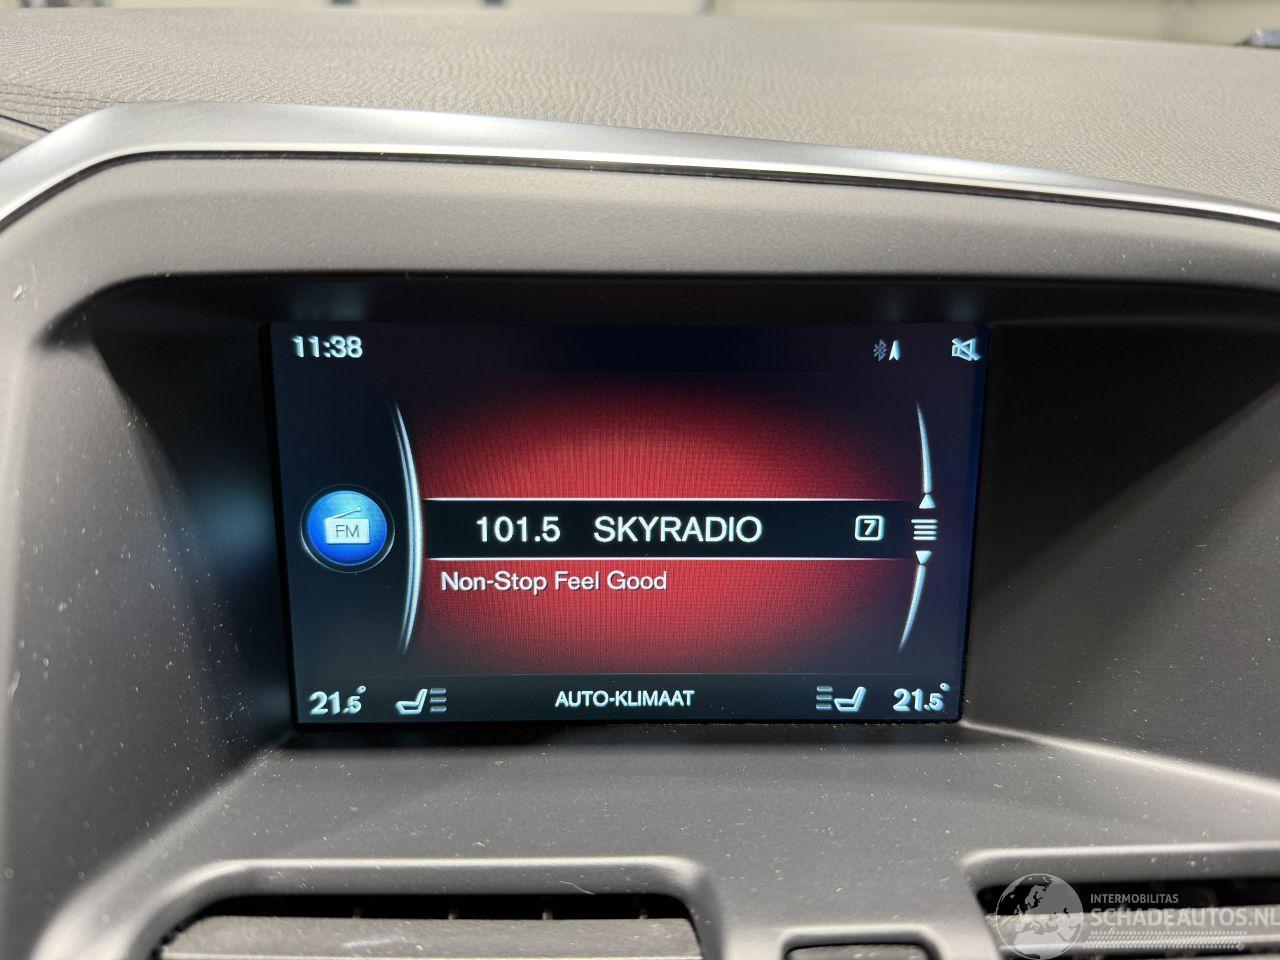 11:38
FM
101.5 SKYRADIO 7
Non-Stop Feel Good
21.5° AUTO-KLIMAAT 21.5°
INTERMOBILITAS
SCHADEAUTOS.NL